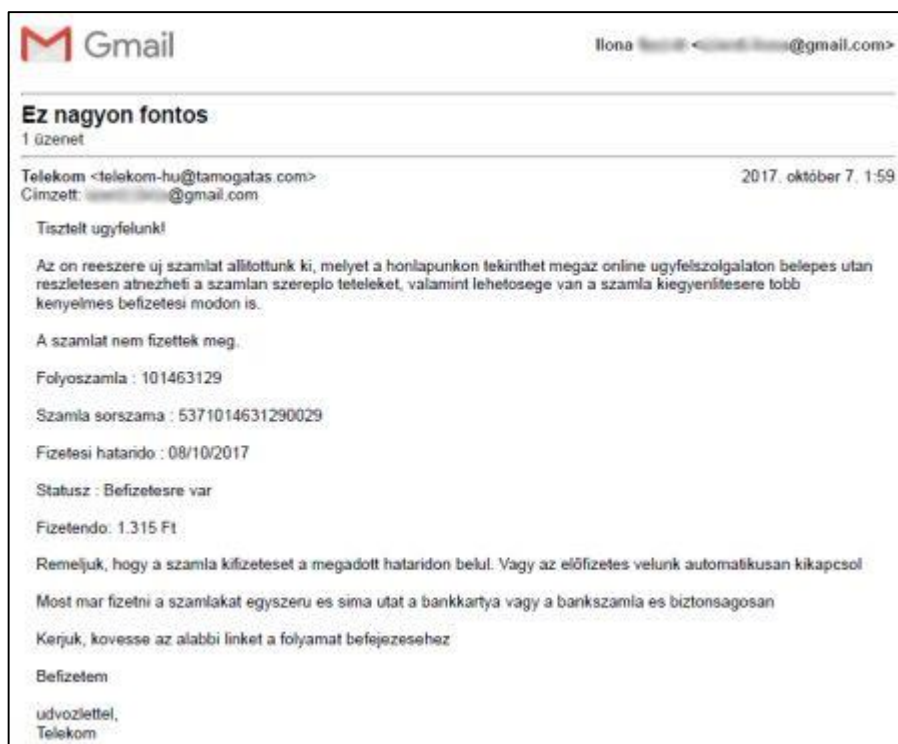 Gmail
Ilona @gmail.com>
Ez nagyon fontos
1 üzenet
Telekom <telekom-hu@tamogatas.com>
2017. október 7. 1:59
Címzett: @gmail.com
Tisztelt ugyfelunk!
Az on reeszere uj szamlat allitottunk ki, melyet a honlapunkon tekinthet megaz online ugyfelszolgalaton belepes utan
reszletesen atnezheti a szamlan szereplo teteleket, valamint lehetosege van a szamla kiegyenlitesere tobb
kenyelmes befizetesi modon is.
A szamlat nem fizettek meg.
Folyoszamla : 101463129
Szamla sorszama : 5371014631290029
Fizetesi hatarido : 08/10/2017
Statusz : Befizetesre var
Fizetendo: 1.315 Ft
Remeljuk, hogy a szamla kifizeteset a megadott hataridon belul. Vagy az előfizetes velunk automatikusan kikapcsol
Most mar fizetni a szamlakat egyszeru es sima utat a bankkartya vagy a bankszamla es biztonsagosan
Kerjuk, kovesse az alabbi linket a folyamat befejezesehez
Befizetem
udvozlettel,
Telekom